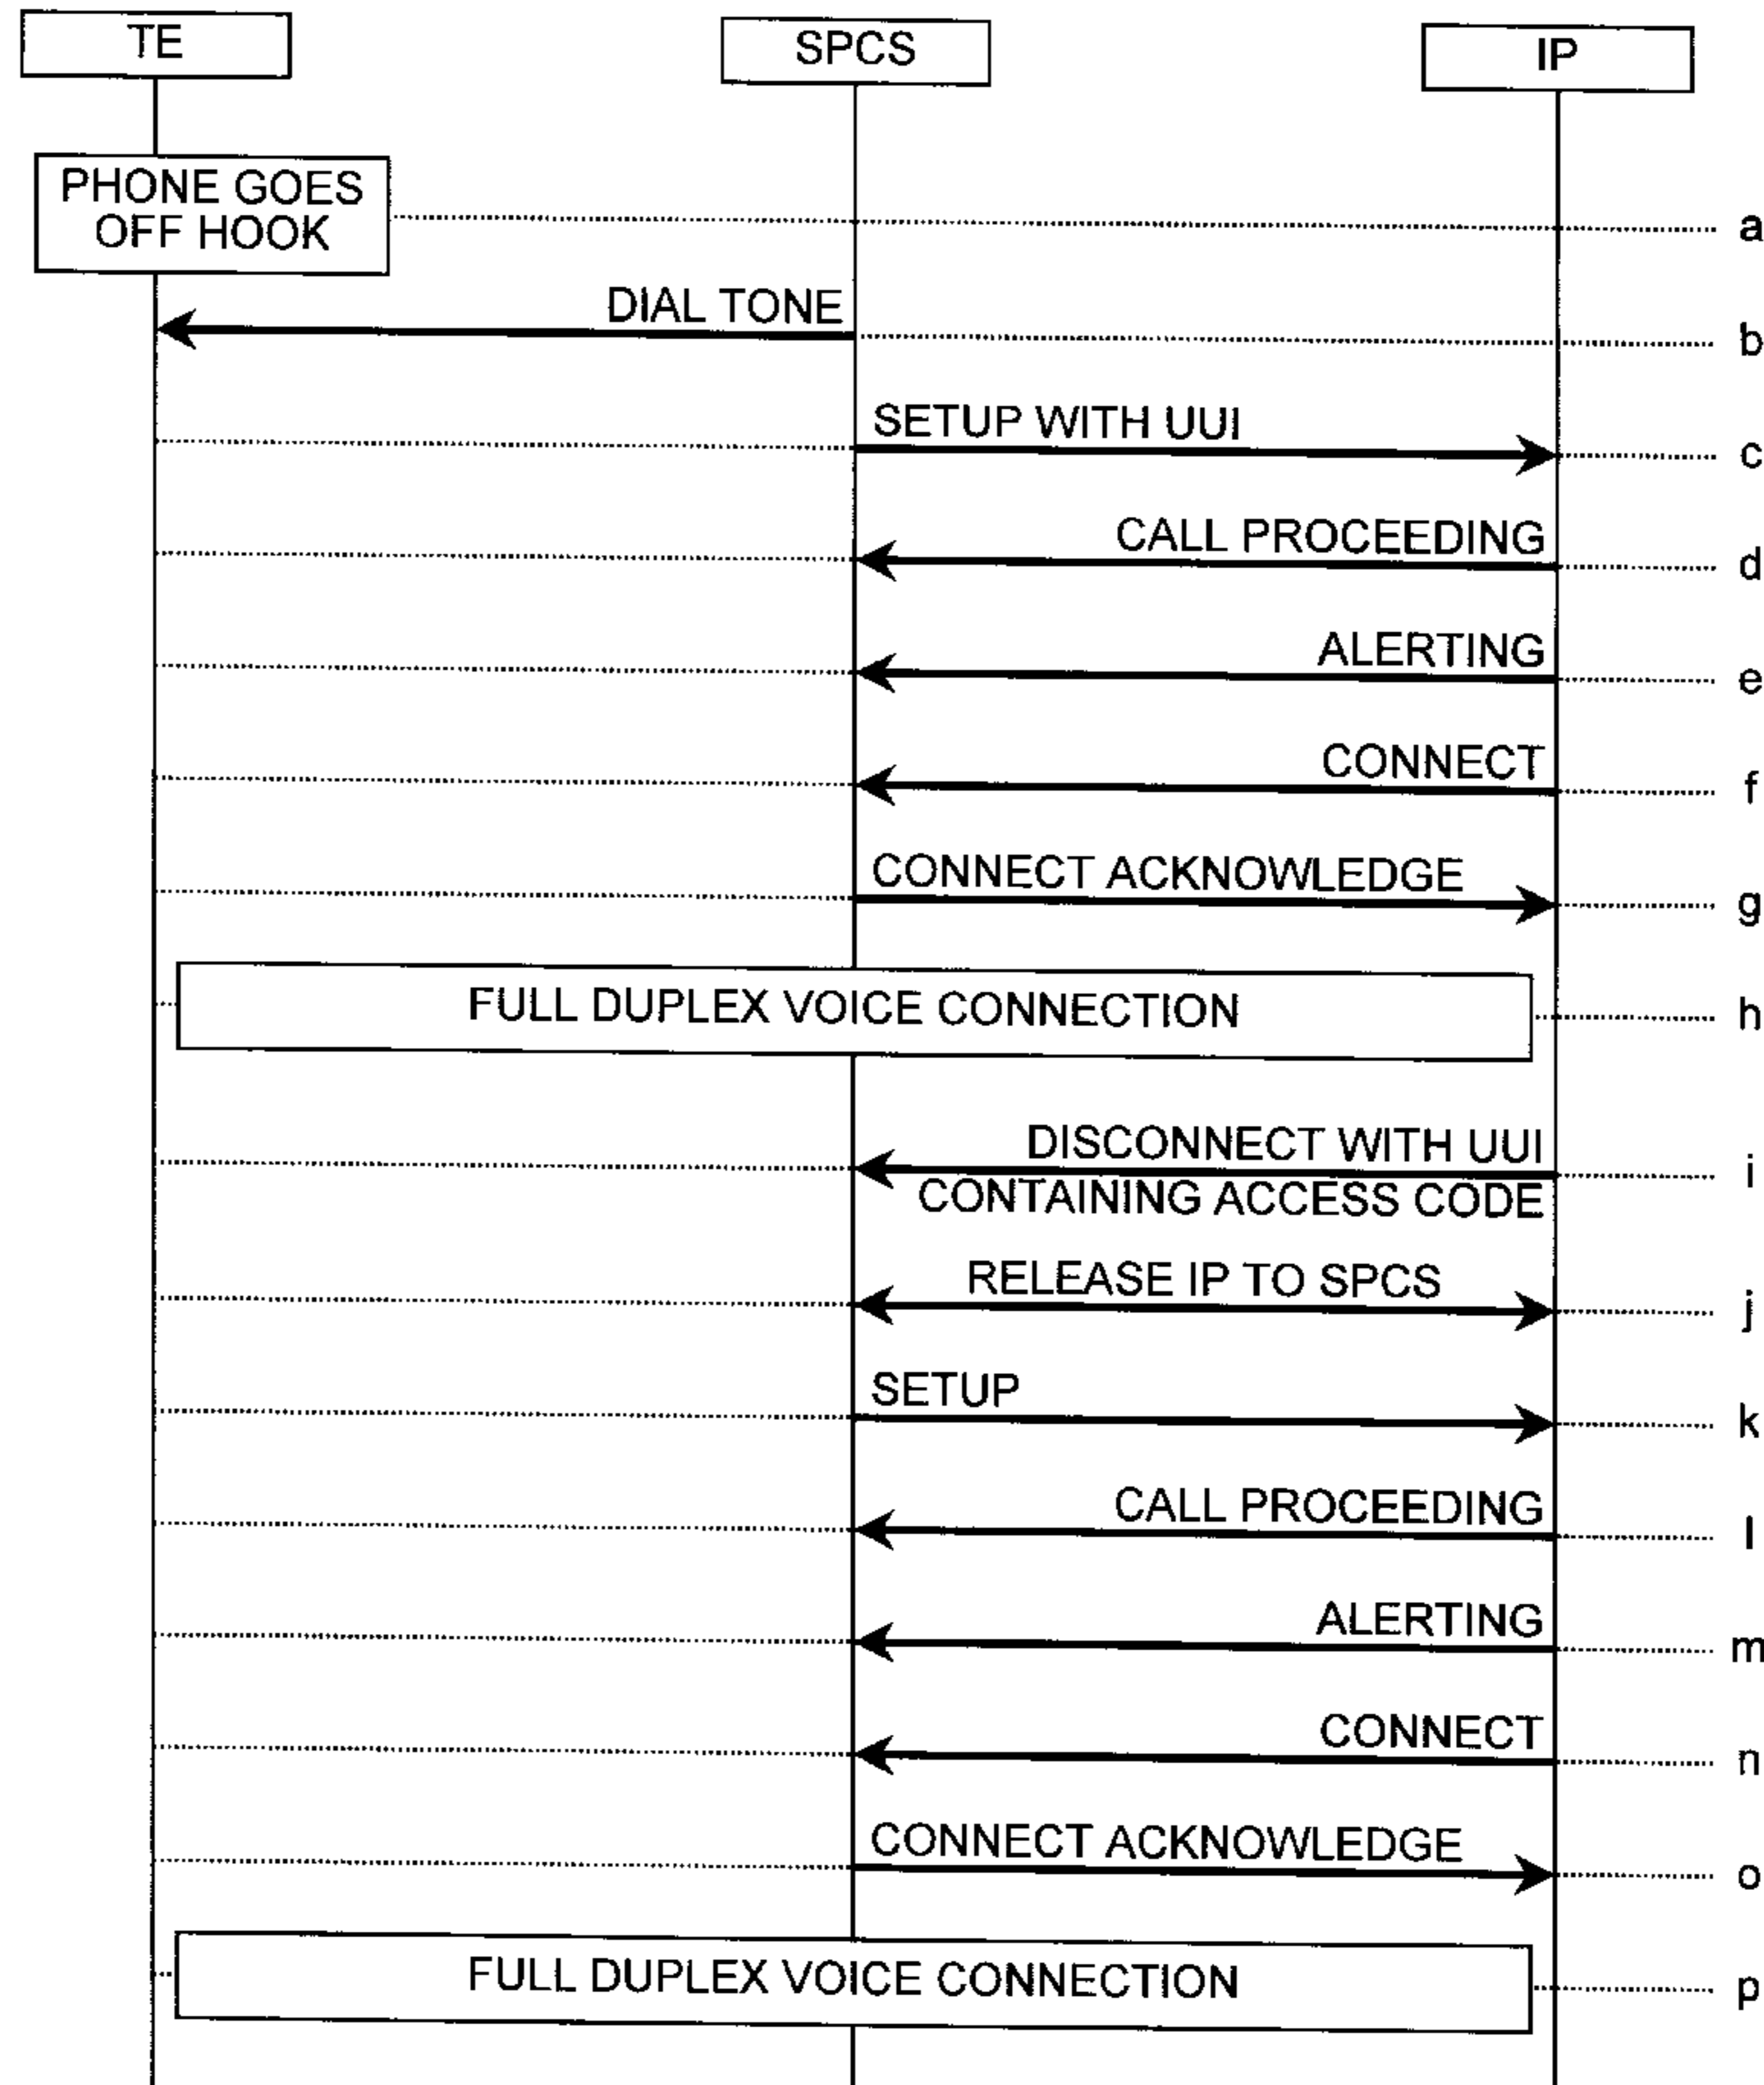 TE
SPCS
IP
PHONE GOES
OFF HOOK
a
DIAL TONE
b
SETUP WITH UUI
c
CALL PROCEEDING
d
ALERTING
e
CONNECT
f
CONNECT ACKNOWLEDGE
g
FULL DUPLEX VOICE CONNECTION
h
DISCONNECT WITH UUI
i
CONTAINING ACCESS CODE
RELEASE IP TO SPCS
j
SETUP
k
CALL PROCEEDING
l
ALERTING
m
CONNECT
n
CONNECT ACKNOWLEDGE
o
FULL DUPLEX VOICE CONNECTION
p